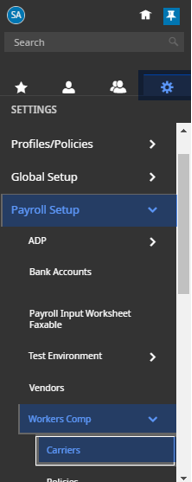 SA
Search
SETTINGS
Profiles/Policies
Global Setup
Payroll Setup
ADP
Bank Accounts
Payroll Input Worksheet
Faxable
Test Environment
Vendors
Workers Comp
Carriers
Policies